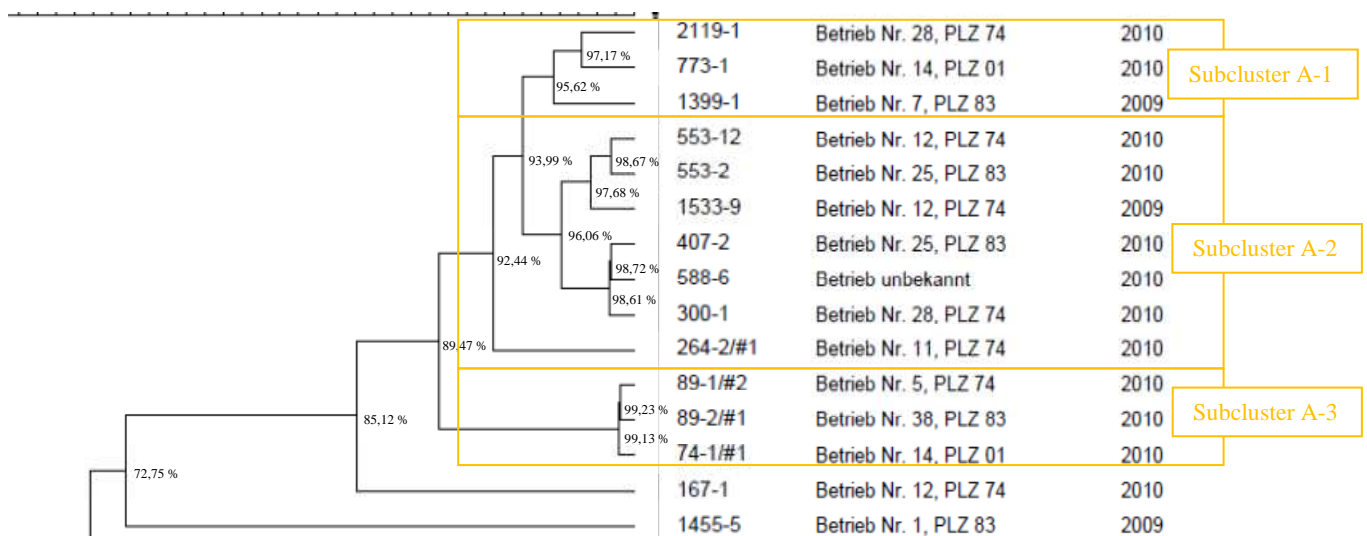 2119-1 Betrieb Nr. 28, PLZ 74 2010
97,17 %
773-1 Betrieb Nr. 14, PLZ 01 2010
Subcluster A-1
95,62 %
1399-1 Betrieb Nr. 7, PLZ 83 2009
553-12 Betrieb Nr. 12, PLZ 74 2010
93,99 %
98,67 %
553-2 Betrieb Nr. 25, PLZ 83 2010
97,68 %
1533-9 Betrieb Nr. 12, PLZ 74 2009
96,06 %
407-2 Betrieb Nr. 25, PLZ 83 2010
Subcluster A-2
92,44 %
98,72 %
588-6 Betrieb unbekannt 2010
98,61 %
300-1 Betrieb Nr. 28, PLZ 74 2010
89,47 %
264-2/#1 Betrieb Nr. 11, PLZ 74 2010
89-1/#2 Betrieb Nr. 5, PLZ 74 2010
99,23 %
85,12 %
89-2/#1 Betrieb Nr. 38, PLZ 83 2010
Subcluster A-3
99,13 %
74-1/#1 Betrieb Nr. 14, PLZ 01 2010
72,75 %
167-1 Betrieb Nr. 12, PLZ 74 2010
1455-5 Betrieb Nr. 1, PLZ 83 2009